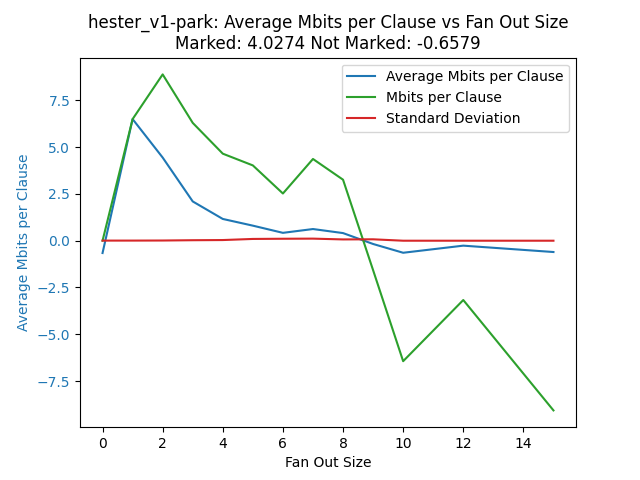 hester_v1-park: Average Mbits per Clause vs Fan Out Size
Marked: 4.0274 Not Marked: -0.6579
Average Mbits per Clause
Mbits per Clause
Standard Deviation
Average Mbits per Clause
7.5
5.0
2.5
0.0
−2.5
−5.0
−7.5
0 2 4 6 8 10 12 14
Fan Out Size